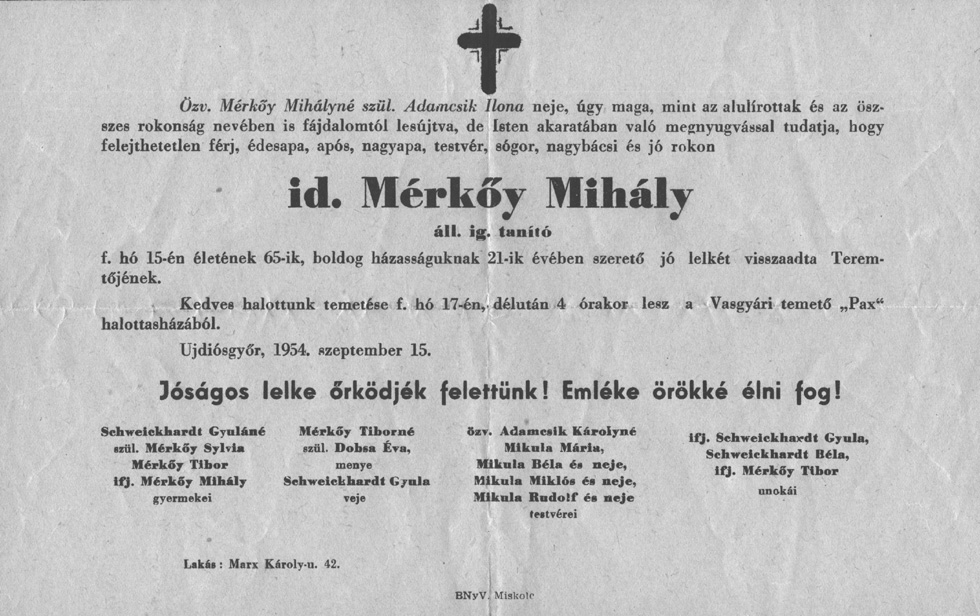 Özv. Mérkőy Mihályné szül. Adamcsik Ilona neje, úgy maga, mint az alulírottak és az ösz-
szes rokonság nevében is fájdalomtól lesújtva, de Isten akaratában való megnyugvással tudatja, hogy
felejthetetlen férj, édesapa, após, nagyapa, testvér, sógor, nagybácsi és jó rokon
id. Mérkőy Mihály
áll. ig. tanító
f. hó 15-én életének 65-ik, boldog házasságuknak 21-ik évében szerető jó lelkét visszaadta Terem-
tőjének.
Kedves halottunk temetése f. hó 17-én, délután 4 órakor lesz a Vasgyári temető „Pax“
halottasházából.
Ujdiósgyőr, 1954. szeptember 15.
Jóságos lelke őrködjék felettünk! Emléke örökké élni fog!
Schweickhardt Gyuláné
szül. Mérkőy Sylvia
Mérkőy Tibor
ifj. Mérkőy Mihály
gyermekei
Mérkőy Tiborné
szül. Dobsa Éva,
menye
Schweickhardt Gyula
veje
özv. Adamcsik Károlyné
Mikula Mária,
Mikula Béla és neje,
Mikula Miklós és neje,
Mikula Rudolf és neje
testvérei
ifj. Schweickhardt Gyula,
Schweickhardt Béla,
ifj. Mérkőy Tibor
unokái
Lakás: Marx Károly-u. 42.
BNyV. Miskolc